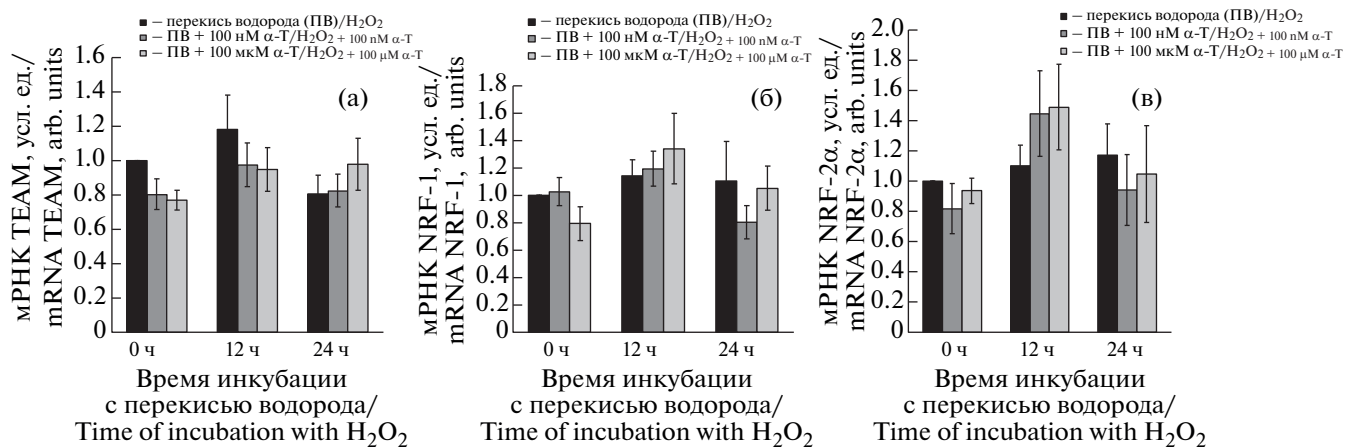 – перекись водорода (ПВ)/H₂O₂
– ПВ + 100 нМ α-Т/H₂O₂ + 100 nM α-T
– ПВ + 100 мкМ α-Т/H₂O₂ + 100 µM α-T
мРНК TEAM, усл. ед./
mRNA TEAM, arb. units
1.6
1.4
1.2
1.0
0.8
0.6
0.4
0.2
0
(а)
0 ч
12 ч
24 ч
Время инкубации
с перекисью водорода/
Time of incubation with H₂O₂
– перекись водорода (ПВ)/H₂O₂
– ПВ + 100 нМ α-Т/H₂O₂ + 100 nM α-T
– ПВ + 100 мкМ α-Т/H₂O₂ + 100 µM α-T
мРНК NRF-1, усл. ед./
mRNA NRF-1, arb. units
1.8
1.6
1.4
1.2
1.0
0.8
0.6
0.4
0.2
0
(б)
0 ч
12 ч
24 ч
Время инкубации
с перекисью водорода/
Time of incubation with H₂O₂
– перекись водорода (ПВ)/H₂O₂
– ПВ + 100 нМ α-Т/H₂O₂ + 100 nM α-T
– ПВ + 100 мкМ α-Т/H₂O₂ + 100 µM α-T
мРНК NRF-2α, усл. ед./
mRNA NRF-2α, arb. units
2.0
1.8
1.6
1.4
1.2
1.0
0.8
0.6
0.4
0.2
0
(в)
0 ч
12 ч
24 ч
Время инкубации
с перекисью водорода/
Time of incubation with H₂O₂